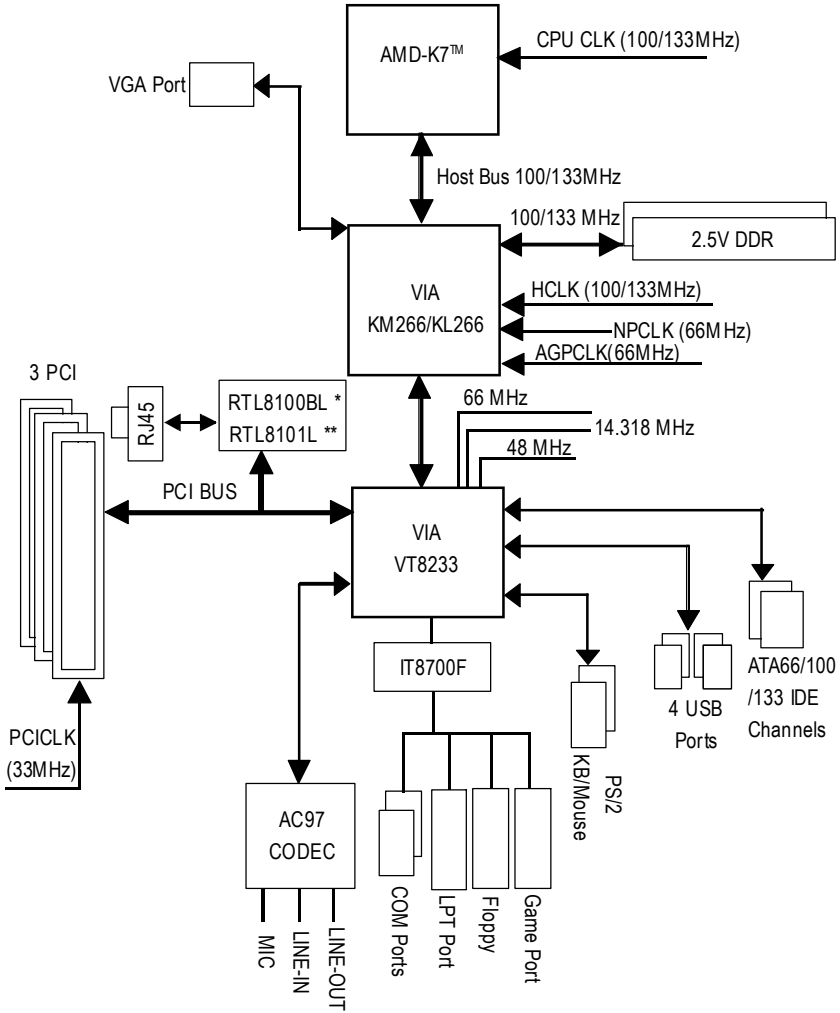 AMD-K7™
CPU CLK (100/133MHz)
VGA Port
Host Bus 100/133MHz
100/133 MHz
2.5V DDR
VIA
KM266/KL266
HCLK (100/133MHz)
NPCLK (66MHz)
AGPCLK(66MHz)
3 PCI
RJ45
RTL8100BL *
RTL8101L **
66 MHz
14.318 MHz
48 MHz
PCI BUS
VIA
VT8233
IT8700F
PCICLK
(33MHz)
AC97
CODEC
MIC
LINE-IN
LINE-OUT
COM Ports
LPT Port
Floppy
Game Port
PS/2
KB/Mouse
4 USB
Ports
ATA66/100
/133 IDE
Channels